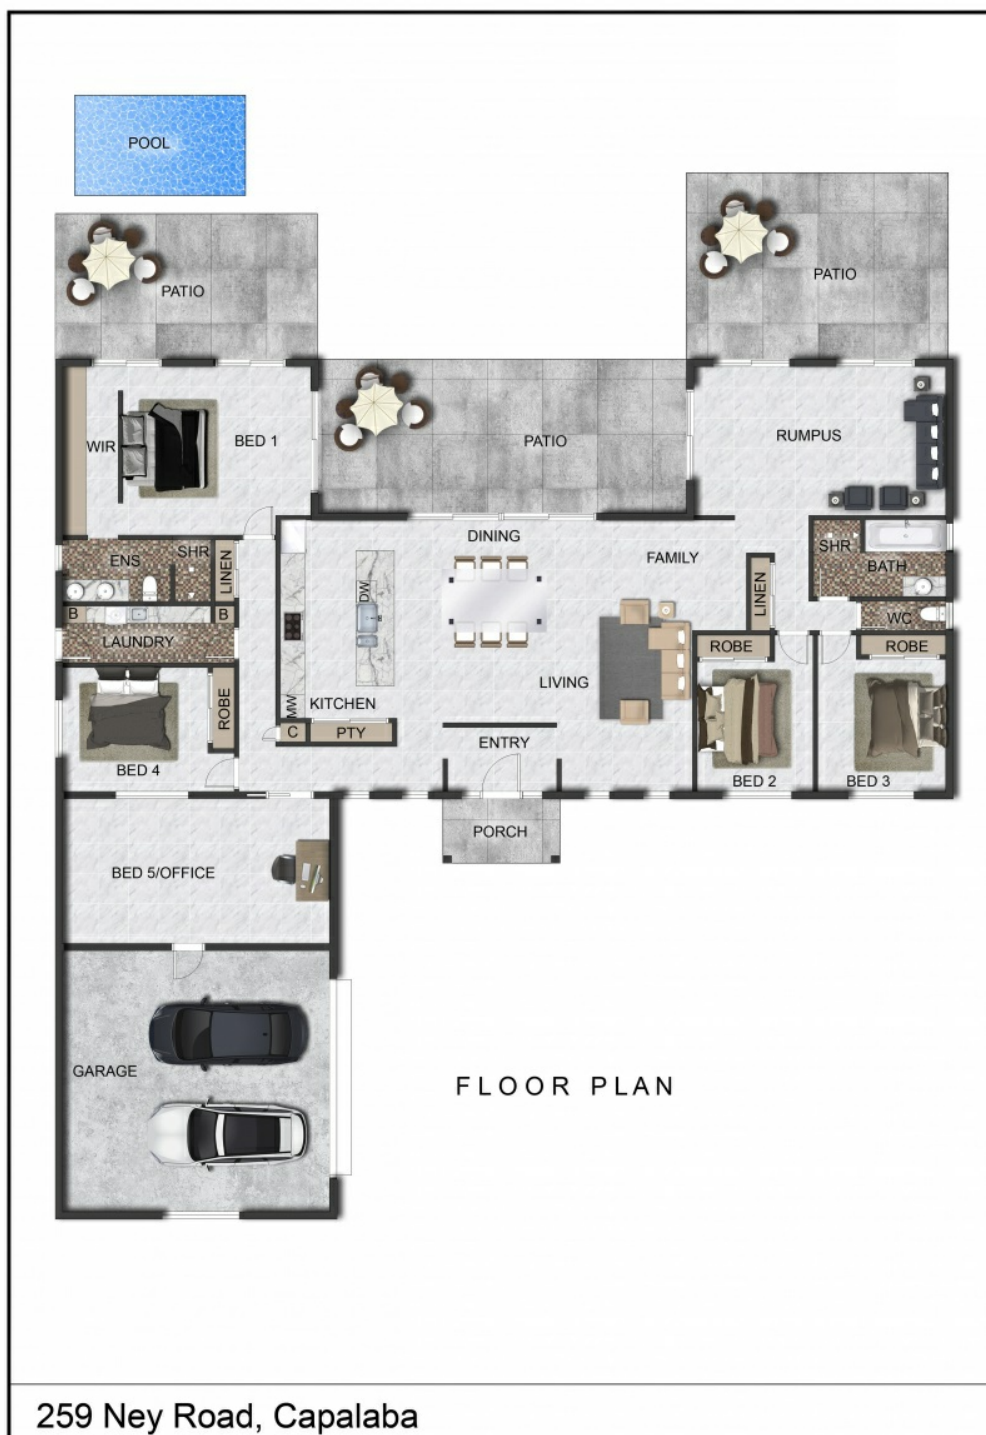 POOL
PATIO
PATIO
WIR
BED 1
PATIO
RUMPUS
DINING
ENS
SHR
LINEN
DW
FAMILY
SHR
BATH
LINEN
B
B
LAUNDRY
WC
ROBE
ROBE
ROBE
LIVING
MW
KITCHEN
C
PTY
ENTRY
BED 4
BED 2
BED 3
PORCH
BED 5/OFFICE
GARAGE
FLOOR PLAN
259 Ney Road, Capalaba